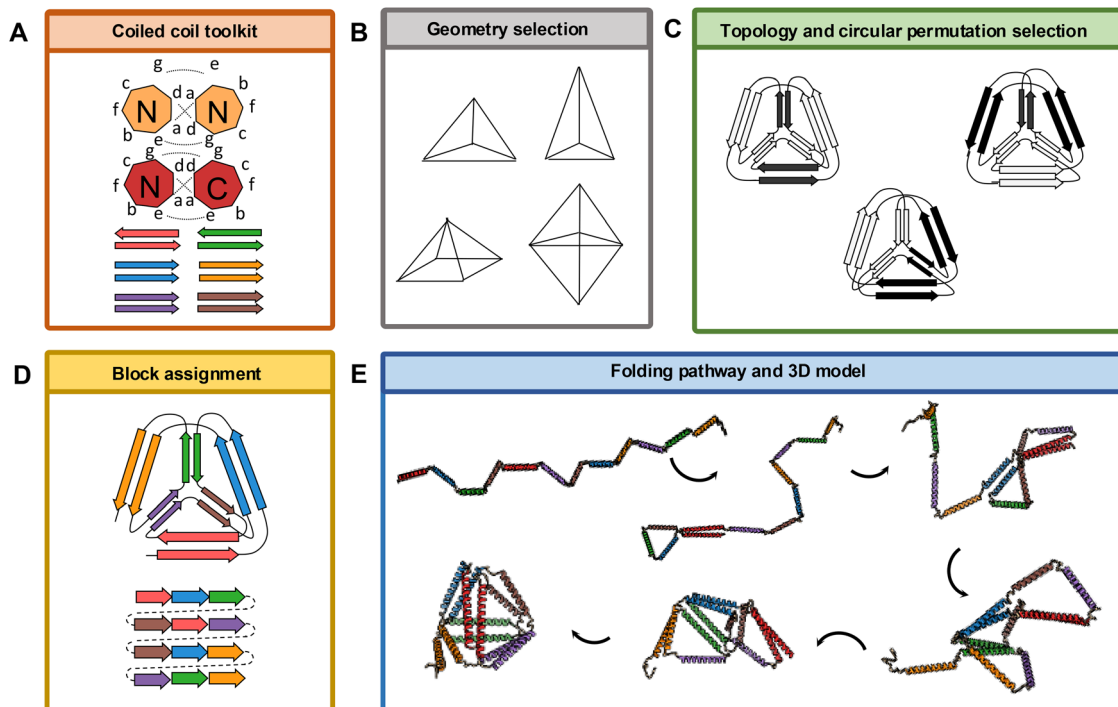 A
Coiled coil toolkit
g e
c b
d a
f N N f
a d
b e g c
c g g b
d d
f N C f
a a
b e e b
B
Geometry selection
C
Topology and circular permutation selection
D
Block assignment
E
Folding pathway and 3D model